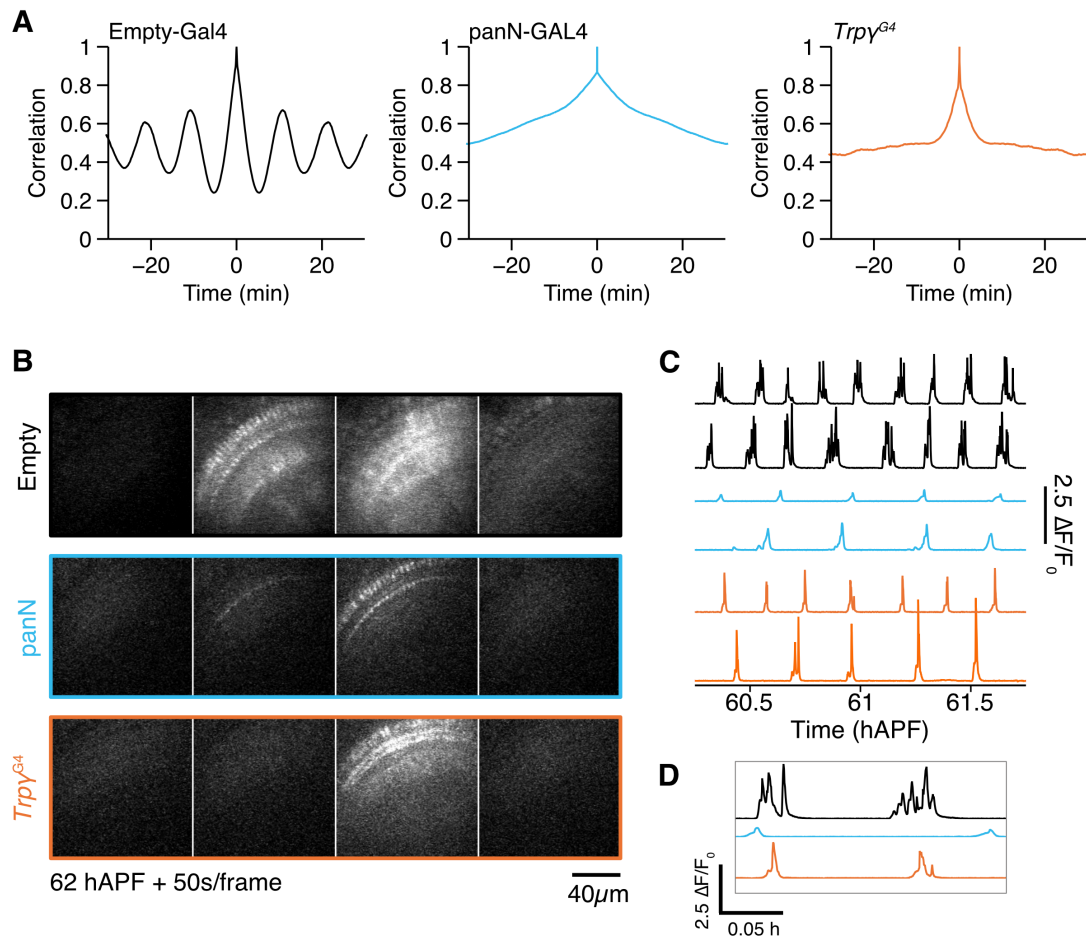 A
Empty-Gal4
panN-GAL4
TrpγG4
Correlation
1
0.8
0.6
0.4
0.2
0
−20
0
20
Time (min)
Correlation
1
0.8
0.6
0.4
0.2
0
−20
0
20
Time (min)
Correlation
1
0.8
0.6
0.4
0.2
0
−20
0
20
Time (min)
B
Empty
panN
TrpγG4
62 hAPF + 50s/frame
40μm
C
2.5 ΔF/F0
60.5
61
61.5
Time (hAPF)
D
2.5 ΔF/F0
0.05 h